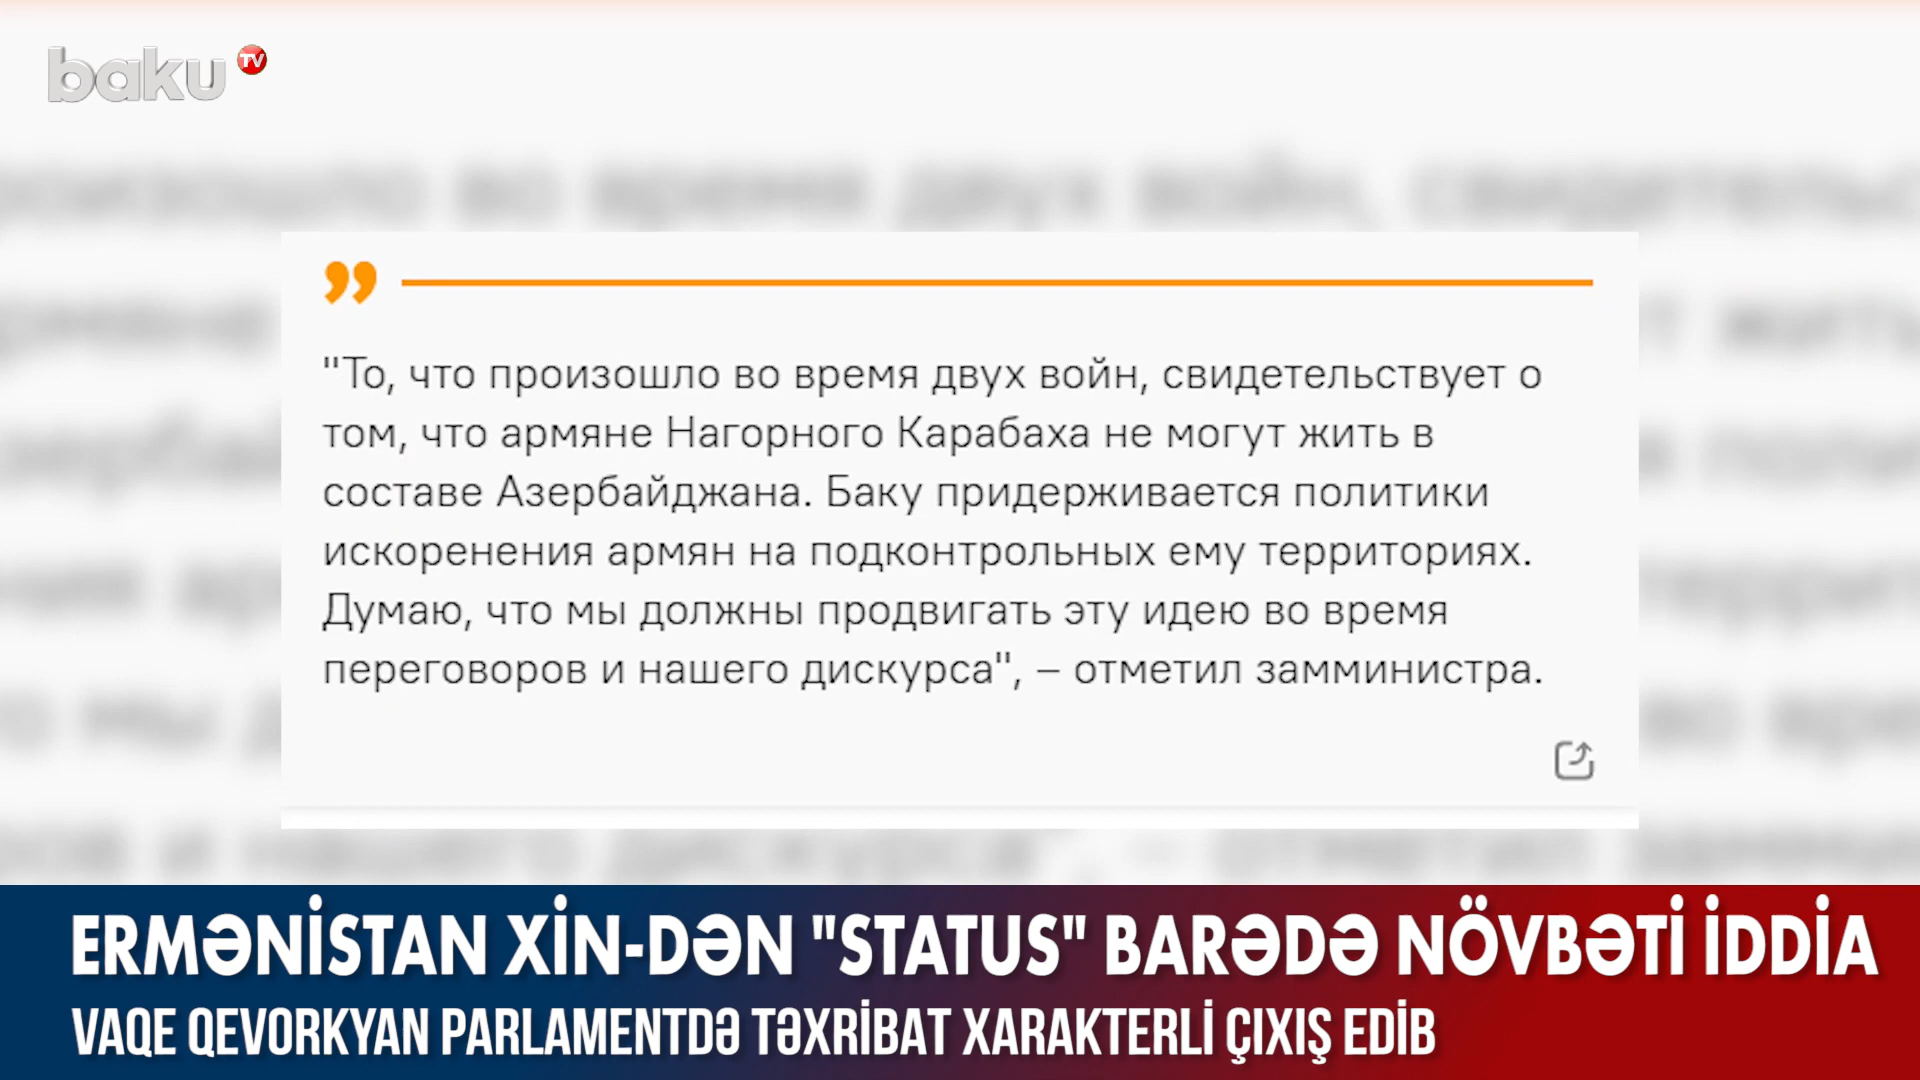 baku TV
"То, что произошло во время двух войн, свидетельствует о
том, что армяне Нагорного Карабаха не могут жить в
составе Азербайджана. Баку придерживается политики
искоренения армян на подконтрольных ему территориях.
Думаю, что мы должны продвигать эту идею во время
переговоров и нашего дискурса", – отметил замминистра.
ERMƏNİSTAN XİN-DƏN "STATUS" BARƏDƏ NÖVBƏTİ İDDİA
VAQE QEVORKYAN PARLAMENTDƏ TƏXRİBAT XARAKTERLİ ÇIXIŞ EDİB